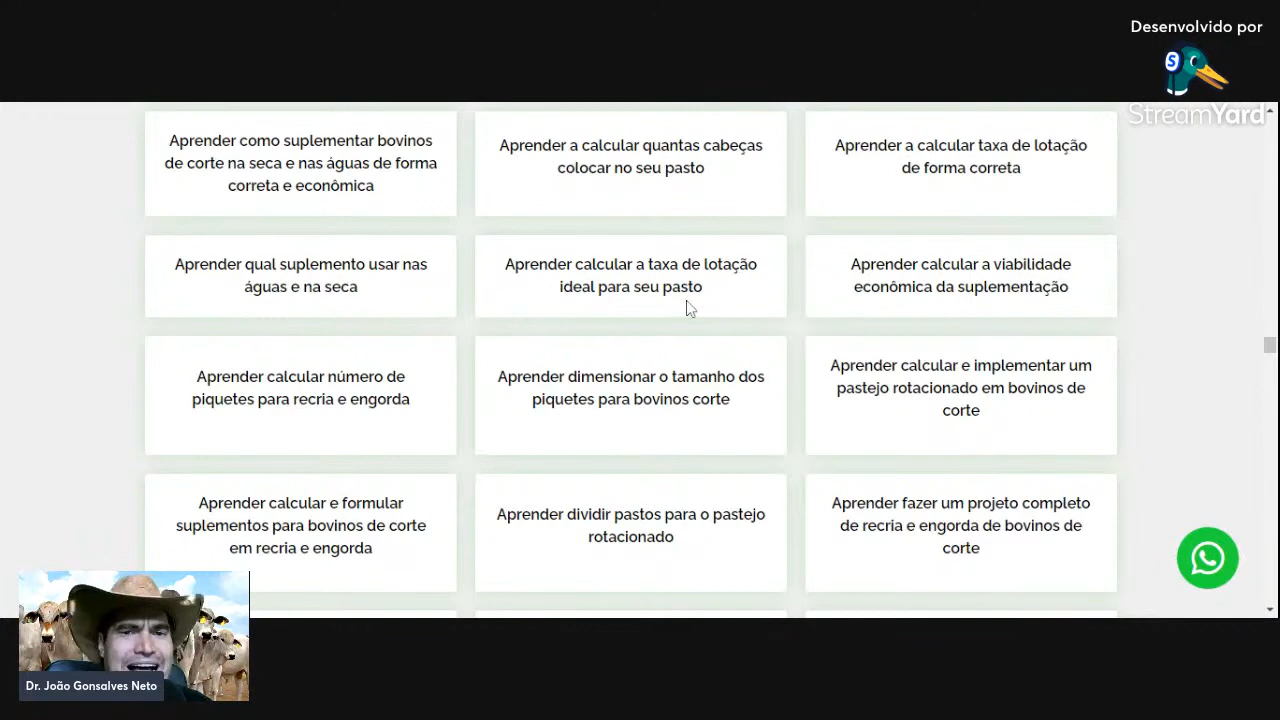 Desenvolvido por
S
StreamYard
Aprender como suplementar bovinos
de corte na seca e nas águas de forma
correta e econômica
Aprender a calcular quantas cabeças
colocar no seu pasto
Aprender a calcular taxa de lotação
de forma correta
Aprender qual suplemento usar nas
águas e na seca
Aprender calcular a taxa de lotação
ideal para seu pasto
Aprender calcular a viabilidade
econômica da suplementação
Aprender calcular número de
piquetes para recria e engorda
Aprender dimensionar o tamanho dos
piquetes para bovinos corte
Aprender calcular e implementar um
pastejo rotacionado em bovinos de
corte
Aprender calcular e formular
suplementos para bovinos de corte
em recria e engorda
Aprender dividir pastos para o pastejo
rotacionado
Aprender fazer um projeto completo
de recria e engorda de bovinos de
corte
Dr. João Gonsalves Neto